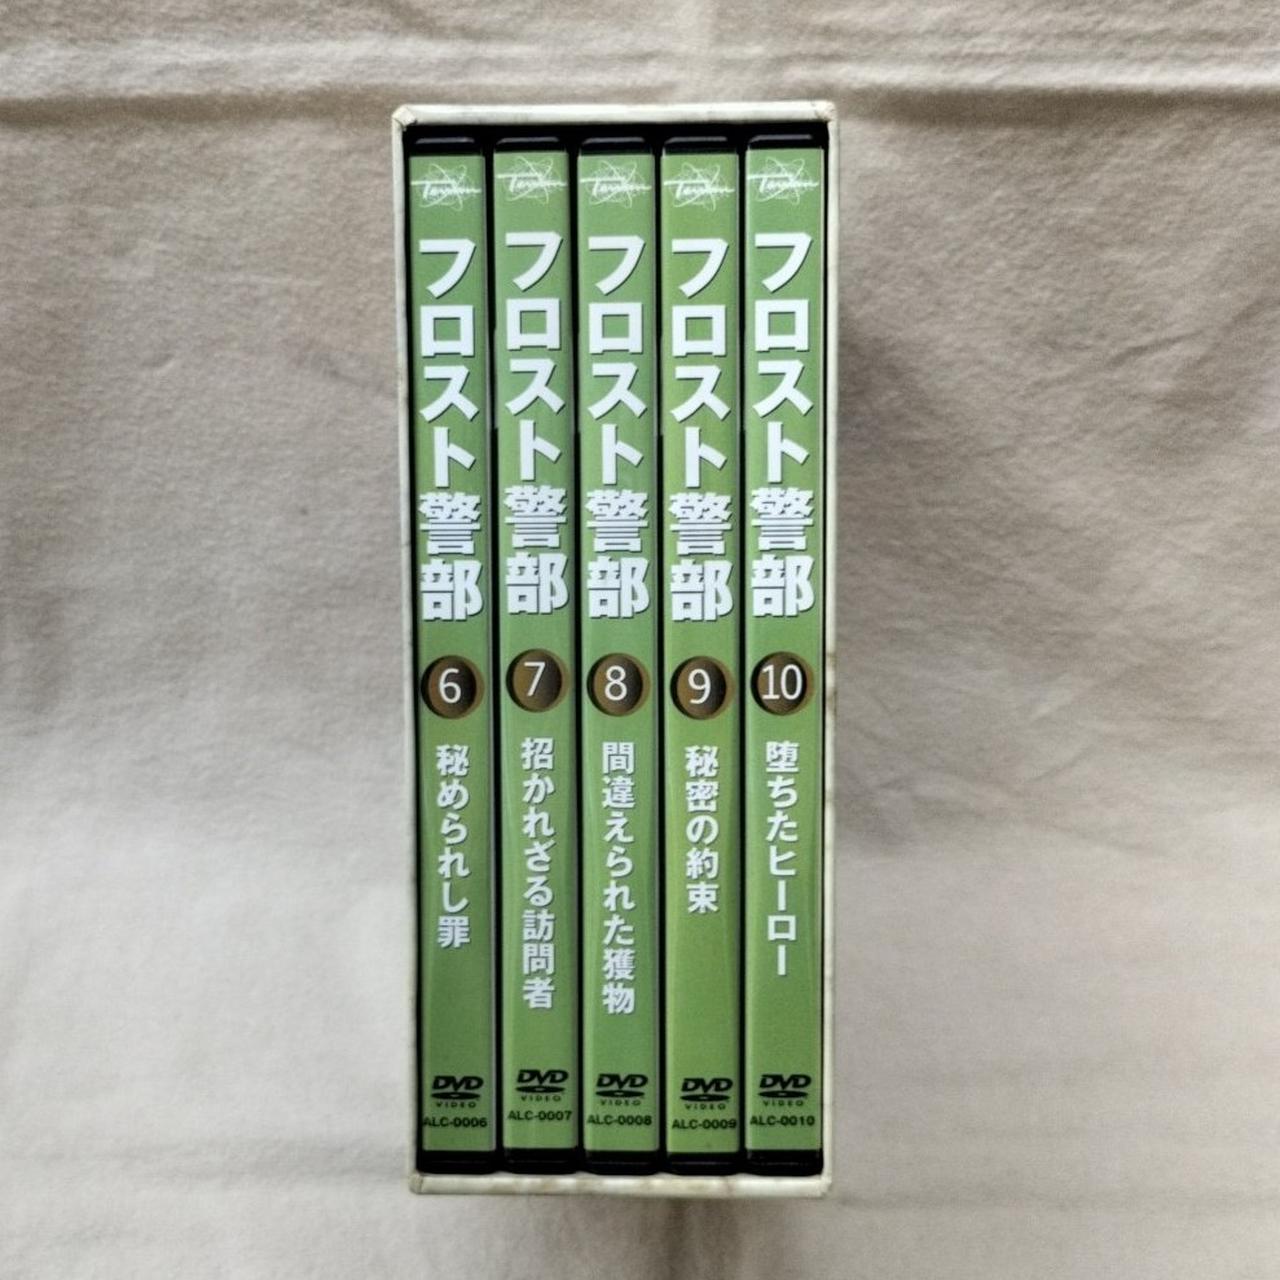 フロスト警部
6
秘められし罪
DVD
VIDEO
ALC-0006
フロスト警部
7
招かれざる訪問者
DVD
VIDEO
ALC-0007
フロスト警部
8
間違えられた獲物
DVD
VIDEO
ALC-0008
フロスト警部
9
秘密の約束
DVD
VIDEO
ALC-0009
フロスト警部
10
堕ちたヒーロー
DVD
VIDEO
ALC-0010